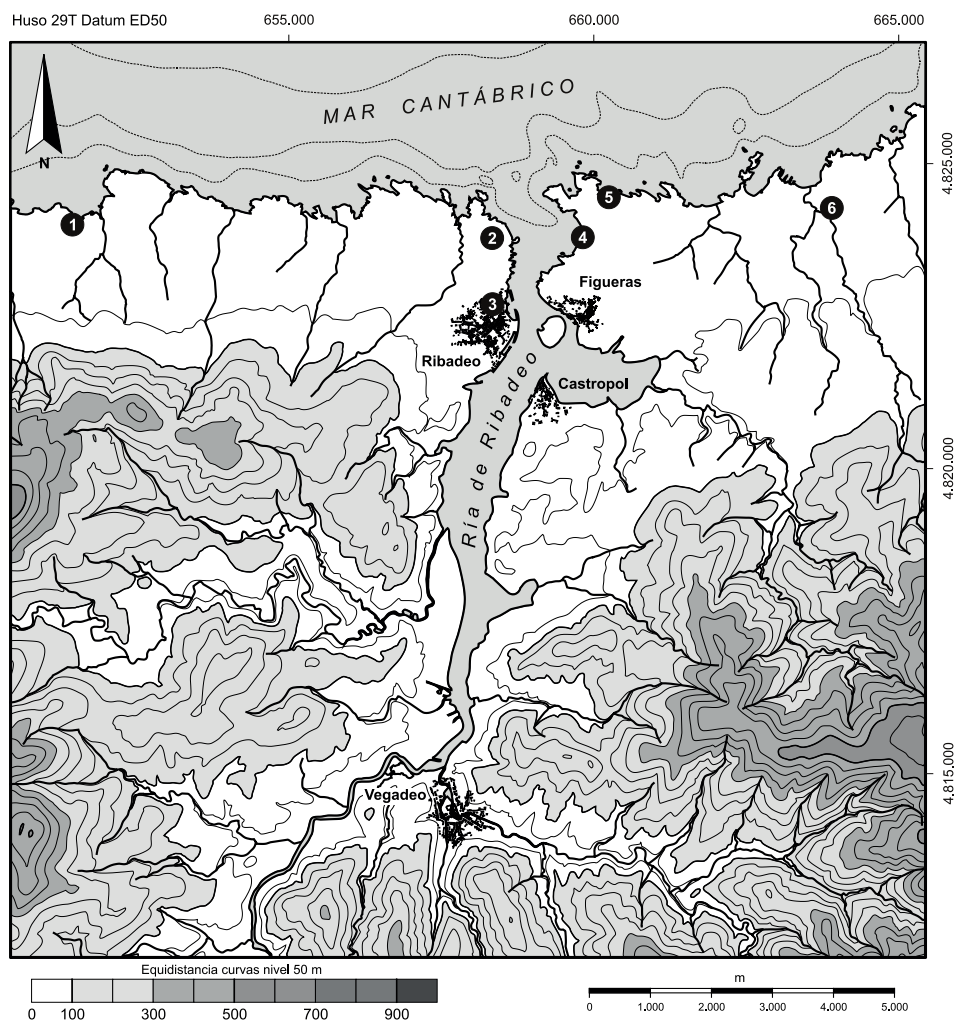 Huso 29T Datum ED50
655.000
660.000
665.000
MAR CANTÁBRICO
N
4.825.000
1
2
3
4
5
6
Figueras
Ribadeo
Castropol
Ría de Ribadeo
4.820.000
4.815.000
Vegadeo
Equidistancia curvas nivel 50 m
0 100 300 500 700 900
m
0 1.000 2.000 3.000 4.000 5.000